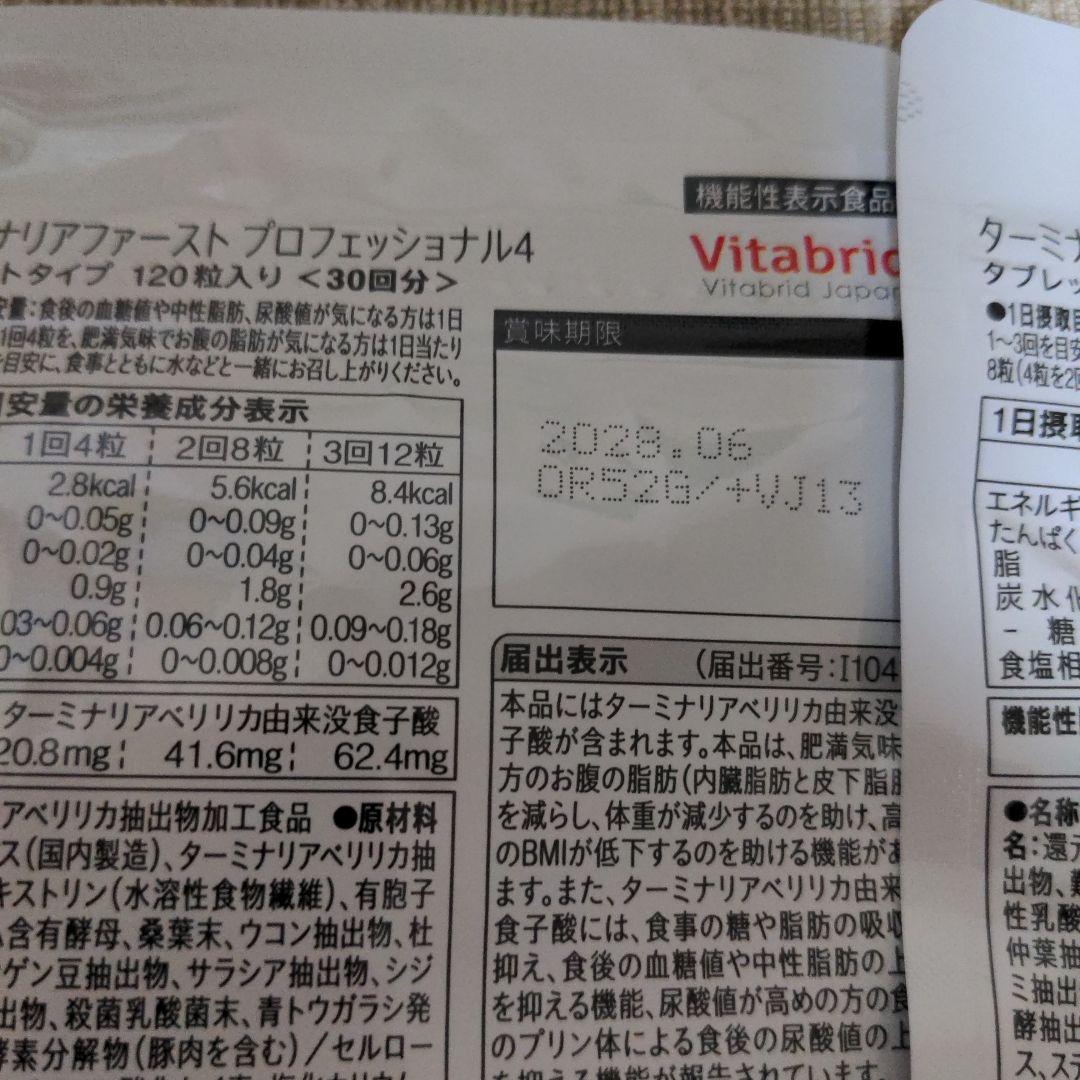 機能性表示食品
ナリアファースト プロフェッショナル4
Vitabrid
トタイプ 120粒入り <30回分>
Vitabrid Japan
安量:食後の血糖値や中性脂肪、尿酸値が気になる方は1日
1回4粒を、肥満気味でお腹の脂肪が気になる方は1日当たり
を目安に、食事とともに水などと一緒にお召し上がりください。
目安量の栄養成分表示
1回4粒 2回8粒 3回12粒
2.8kcal 5.6kcal 8.4kcal
0~0.05g 0~0.09g 0~0.13g
0~0.02g 0~0.04g 0~0.06g
0.9g 1.8g 2.6g
03~0.06g 0.06~0.12g 0.09~0.18g
0~0.004g 0~0.008g 0~0.012g
ターミナリアベリリカ由来没食子酸
20.8mg 41.6mg 62.4mg
アベリリカ抽出物加工食品 ●原材料
ス(国内製造)、ターミナリアベリリカ抽
キストリン(水溶性食物繊維)、有胞子
含有酵母、桑葉末、ウコン抽出物、杜
ゲン豆抽出物、サラシア抽出物、シジ
出物、殺菌乳酸菌末、青トウガラシ発
酵素分解物(豚肉を含む)/セルロー
賞味期限
2028.06
OR52G/+VJ13
届出表示 (届出番号:I104
本品にはターミナリアベリリカ由来没
子酸が含まれます。本品は、肥満気味
方のお腹の脂肪(内臓脂肪と皮下脂肪
を減らし、体重が減少するのを助け、高
のBMIが低下するのを助ける機能があ
ます。また、ターミナリアベリリカ由来
食子酸には、食事の糖や脂肪の吸収
抑え、食後の血糖値や中性脂肪の上
を抑える機能、尿酸値が高めの方の食
のプリン体による食後の尿酸値の上
を抑える機能が報告されています。
ターミナ
タブレッ
●1日摂取目
1~3回を目安
8粒(4粒を2回
1日摂取
エネルギ
たんぱく
脂
炭水化
- 糖
食塩相
機能性
●名称
名:還元
出物、難
性乳酸
仲葉抽
ミ抽出
酵抽出
ス、ステ